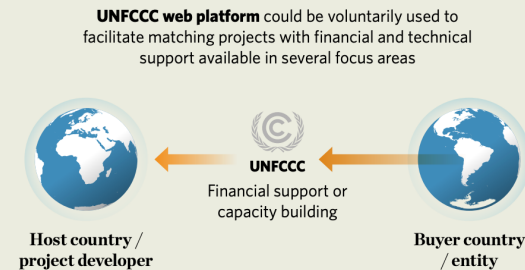 UNFCCC web platform could be voluntarily used to
facilitate matching projects with financial and technical
support available in several focus areas
UNFCCC
Financial support or
capacity building
Host country /
project developer
Buyer country
/ entity